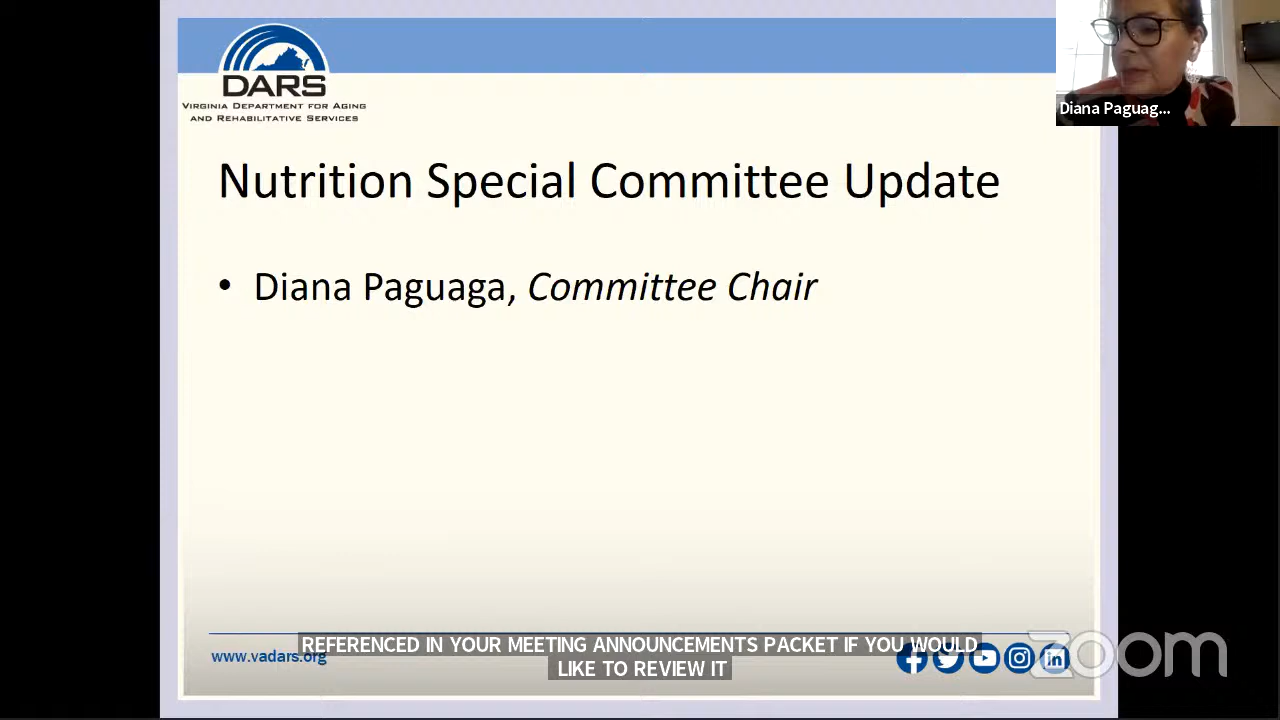 DARS
VIRGINIA DEPARTMENT FOR AGING
AND REHABILITATIVE SERVICES
Diana Paguag...
Nutrition Special Committee Update
• Diana Paguaga, Committee Chair
REFERENCED IN YOUR MEETING ANNOUNCEMENTS PACKET IF YOU WOULD
LIKE TO REVIEW IT
www.vadars.org
zoom